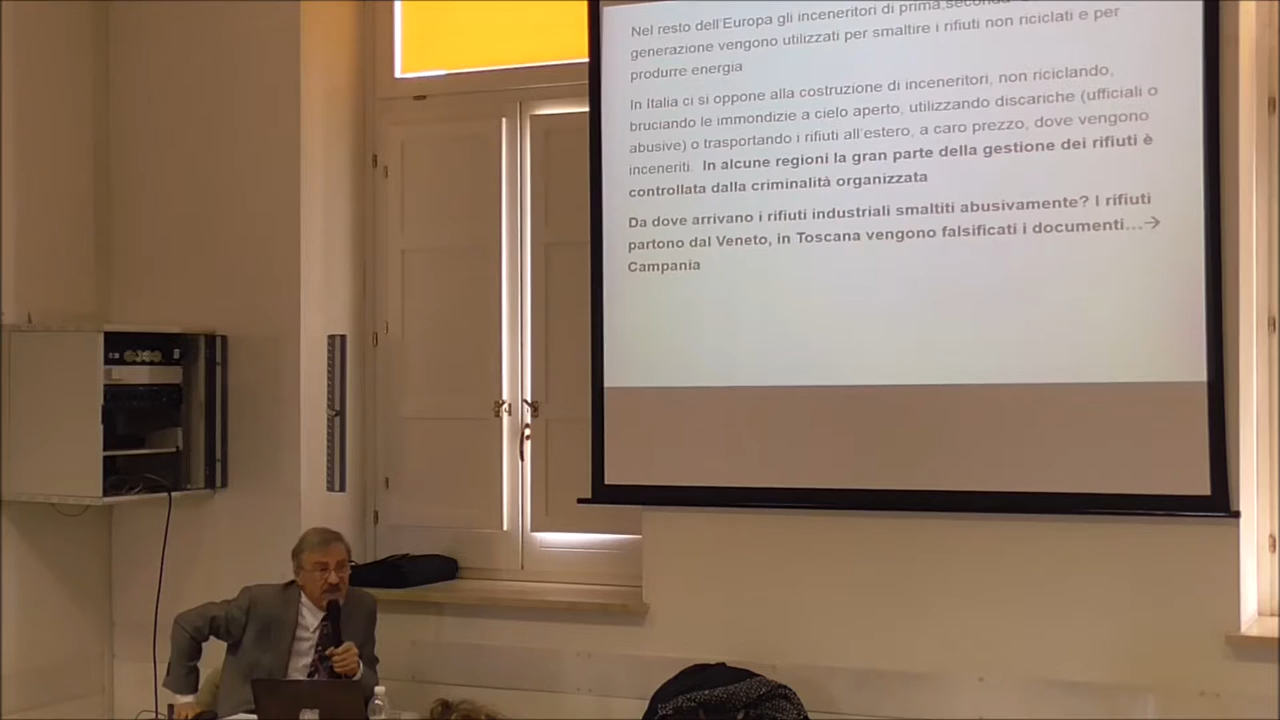 Nel resto dell'Europa gli inceneritori di prima,seconda
generazione vengono utilizzati per smaltire i rifiuti non riciclati e per
produrre energia
In Italia ci si oppone alla costruzione di inceneritori, non riciclando,
bruciando le immondizie a cielo aperto, utilizzando discariche (ufficiali o
abusive) o trasportando i rifiuti all'estero, a caro prezzo, dove vengono
inceneriti. In alcune regioni la gran parte della gestione dei rifiuti è
controllata dalla criminalità organizzata
Da dove arrivano i rifiuti industriali smaltiti abusivamente? I rifiuti
partono dal Veneto, in Toscana vengono falsificati i documenti...→
Campania